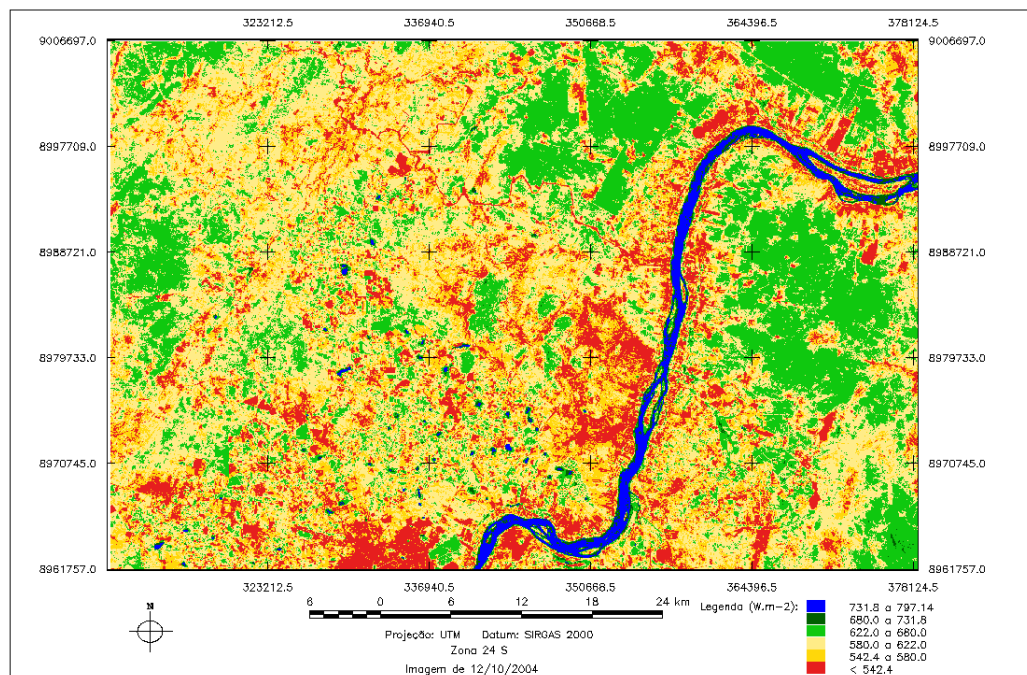 323212.5 336940.5 350668.5 364396.5 378124.5
9006697.0 9006697.0
8997709.0 8997709.0
8988721.0 8988721.0
8979733.0 8979733.0
8970745.0 8970745.0
8961757.0 8961757.0
323212.5 336940.5 350668.5 364396.5 378124.5
N
6 0 6 12 18 24 km
Projeção: UTM Datum: SIRGAS 2000
Zona 24 S
Imagem de 12/10/2004
Legenda (W.m-2):
731.8 a 797.14
680.0 a 731.8
622.0 a 680.0
580.0 a 622.0
542.4 a 580.0
< 542.4